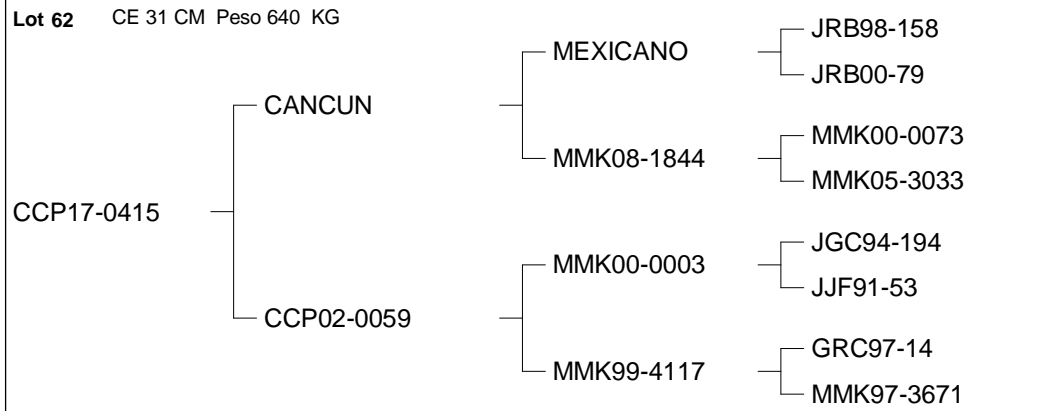 Lot 62 CE 31 CM Peso 640 KG
JRB98-158
MEXICANO
JRB00-79
CANCUN
MMK00-0073
MMK08-1844
MMK05-3033
CCP17-0415
JGC94-194
MMK00-0003
JJF91-53
CCP02-0059
GRC97-14
MMK99-4117
MMK97-3671